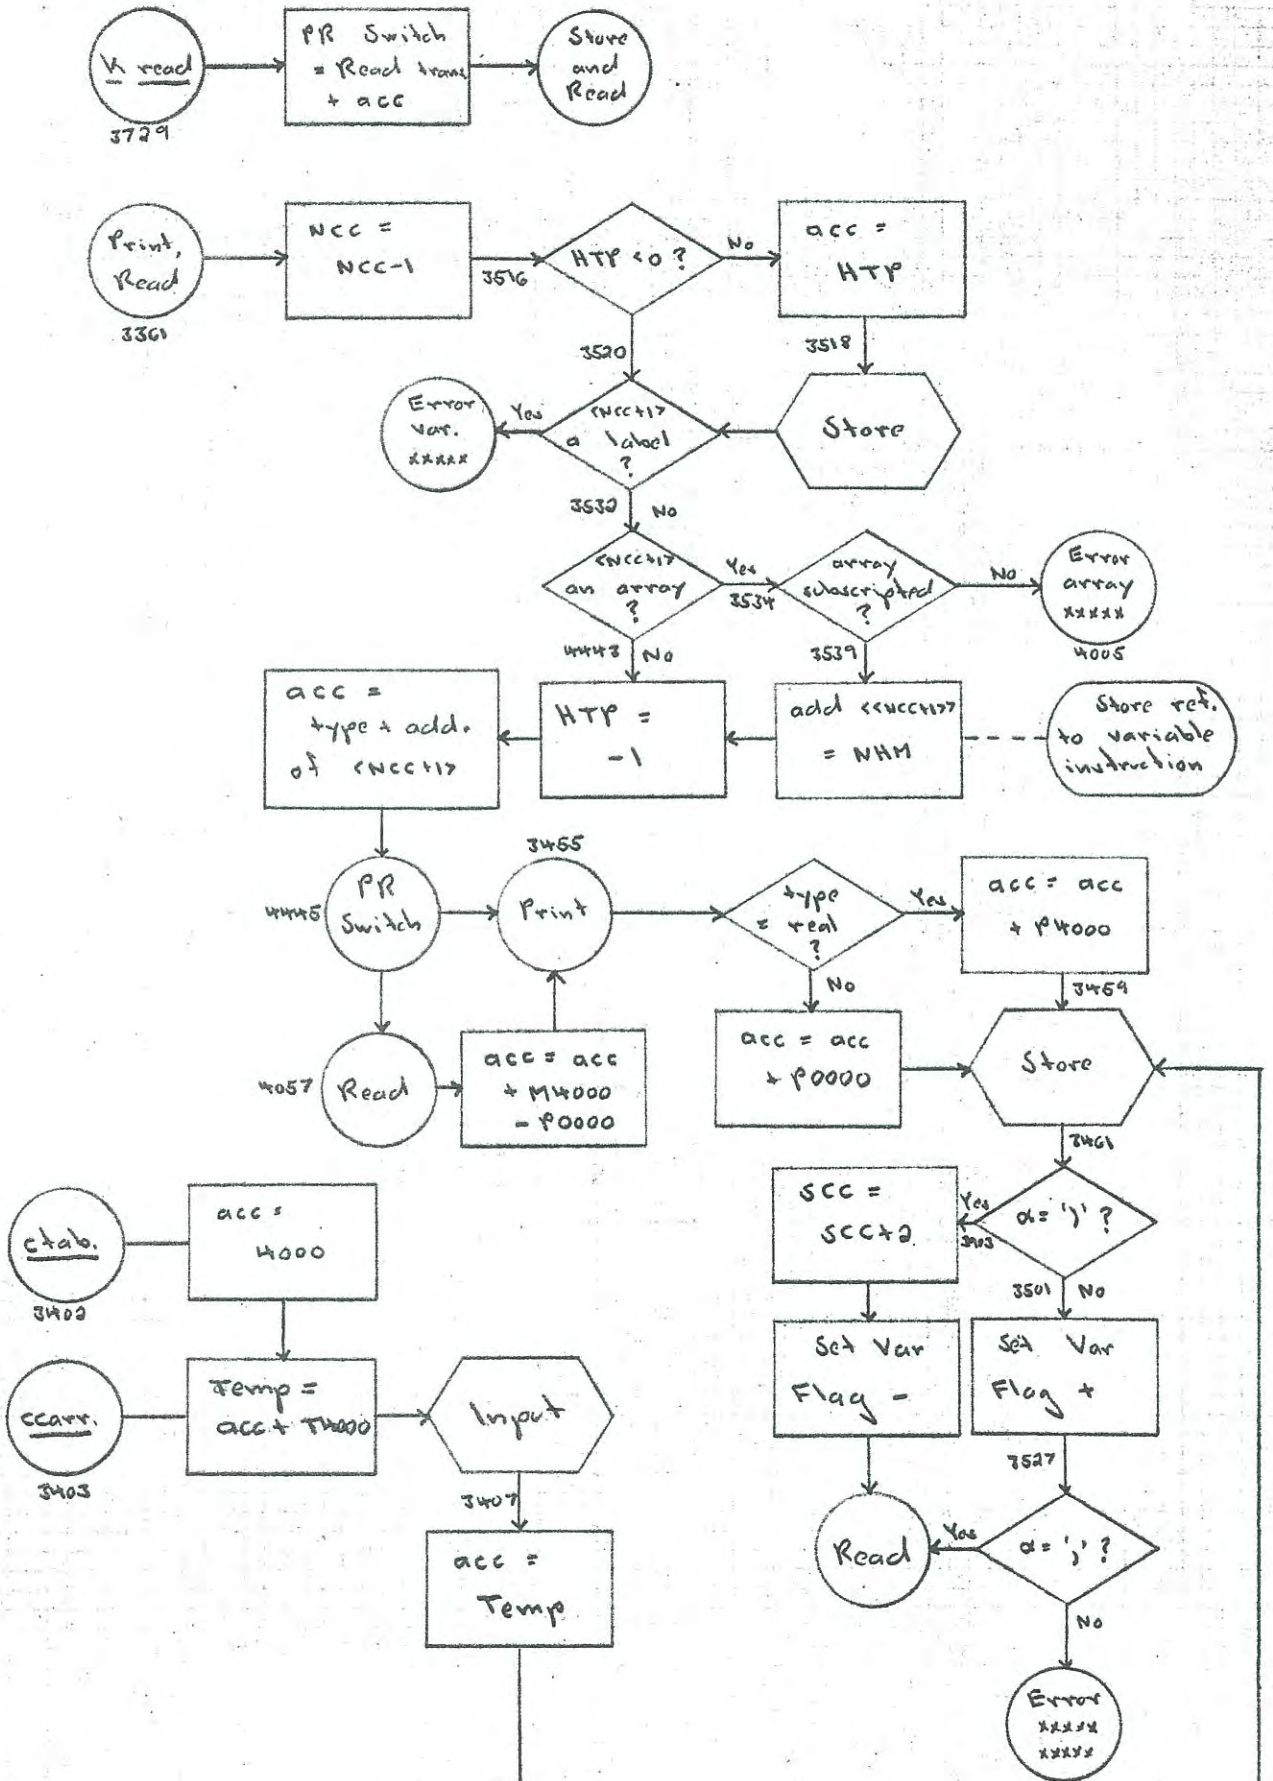 K read
3729
PR Switch
= Read trans
+ acc
Store
and
Read
Print,
Read
3361
NCC =
NCC-1
3516
HTP <0 ?
No
acc =
HTP
3520
3518
Error
var.
xxxxx
Yes
<NCC+1>
a label
?
Store
3532
No
<NCC+1>
an array
?
Yes
3534
array
subscripted
?
No
Error
array
xxxxx
4005
4443
No
3539
acc =
type + add.
of <NCC+1>
HTP =
-1
add <<NCC+1>>
= NHM
Store ref.
to variable
instruction
4445
PR
Switch
3455
Print
type
= real
?
Yes
acc = acc
+ P4000
No
3459
4057
Read
acc = acc
+ M4000
- P0000
acc = acc
+ P0000
Store
3461
ctab.
3402
acc =
4000
SCC =
SCC+2
Yes
3903
α = ')' ?
3501
No
ccarr.
3403
Temp =
acc + T4000
Input
Set Var
Flag -
Set Var
Flag +
3407
3527
acc =
Temp
Read
Yes
α = ',' ?
No
Error
xxxxx
xxxxx